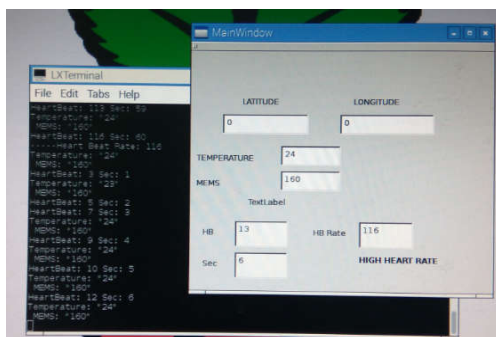 MainWindow
LATITUDE LONGITUDE
0 0
TEMPERATURE 24
MEMS 160
TextLabel
HB 13 HB Rate 116
Sec 6 HIGH HEART RATE
LXTerminal
File Edit Tabs Help
HeartBeat: 113 Sec: 59
Temperature: "24"
MEMS: "160"
HeartBeat: 116 Sec: 60
-----Heart Beat Rate: 116
Temperature: "24"
MEMS: "160"
HeartBeat: 3 Sec: 1
Temperature: "23"
MEMS: "160"
HeartBeat: 5 Sec: 2
HeartBeat: 7 Sec: 3
Temperature: "24"
MEMS: "160"
HeartBeat: 9 Sec: 4
Temperature: "24"
MEMS: "160"
HeartBeat: 10 Sec: 5
Temperature: "24"
MEMS: "160"
HeartBeat: 12 Sec: 6
Temperature: "24"
MEMS: "160"